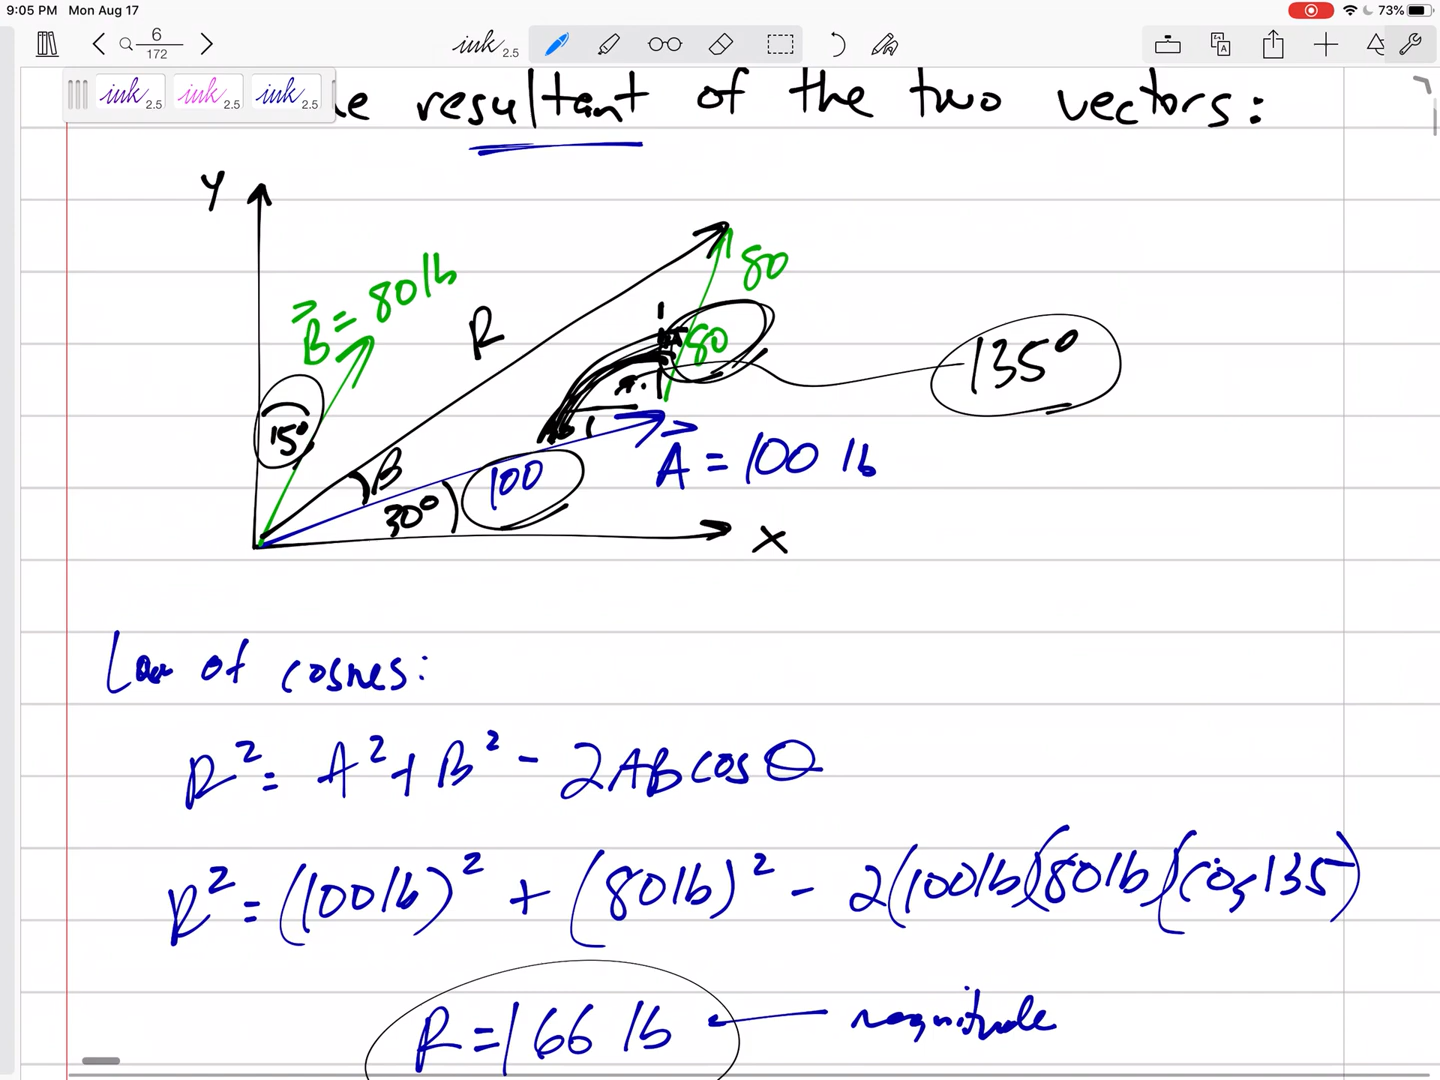 9:05 PM Mon Aug 17
73%
6
172
ink 2.5
ink 2.5 ink 2.5 ink 2.5
e resultant of the two vectors:
Y
B = 80 lb
80
R
80
135°
15°
β
A = 100 lb
100
30°
X
Law of cosines:
R² = A² + B² - 2AB cos θ
R² = (100lb)² + (80lb)² - 2(100lb)(80lb)(cos 135)
R = 166 lb
magnitude